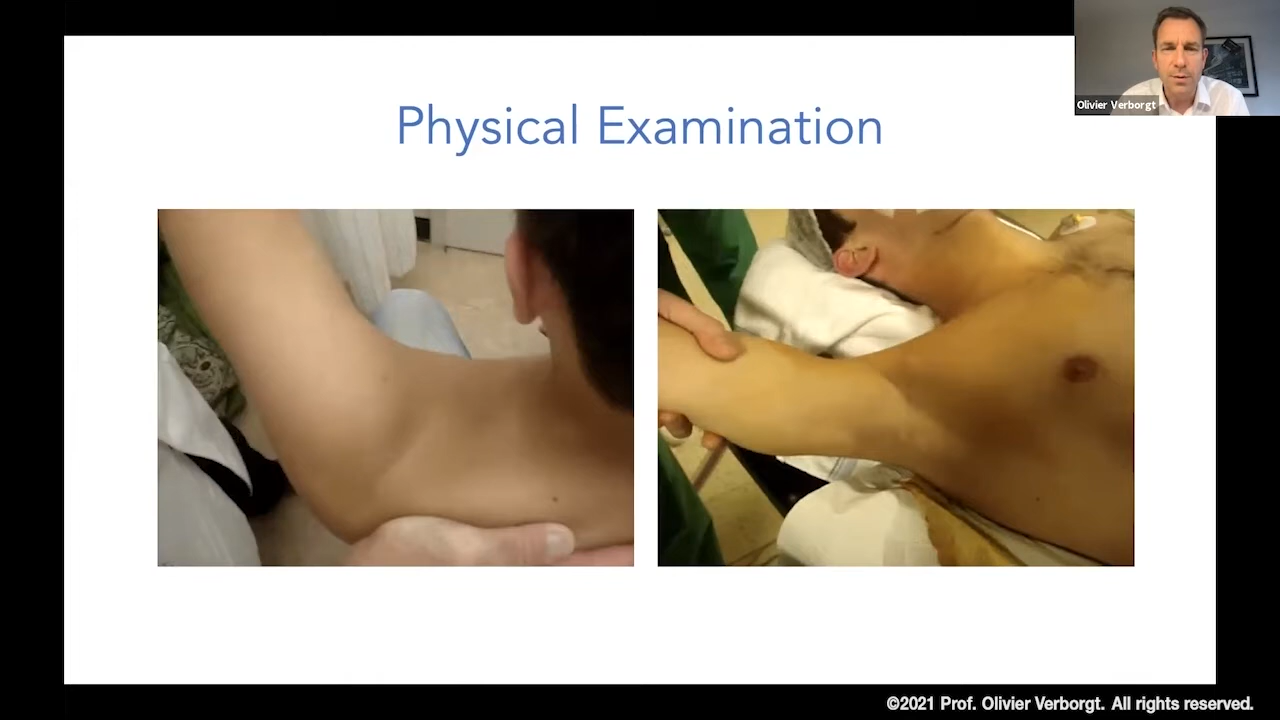 Olivier Verborgt
Physical Examination
©2021 Prof. Olivier Verborgt. All rights reserved.